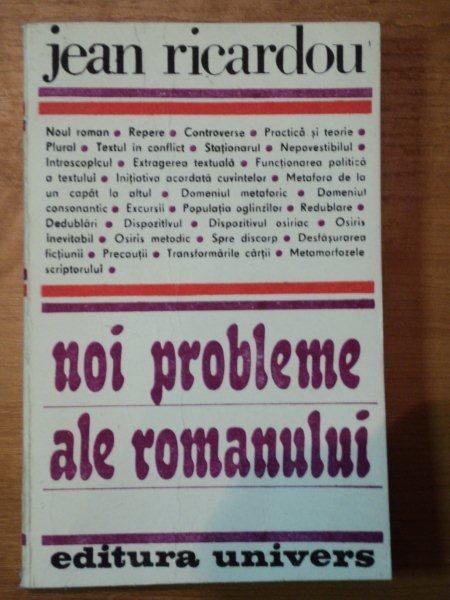 jean ricardou
Noul roman • Repere • Controverse • Practică și teorie •
Plural • Textul în conflict • Staționarul • Nepovestibilul •
Introscopicul • Extragerea textuală • Funcționarea politică
a textului • Inițiativa acordată cuvintelor • Metafora de la
un capăt la altul • Domeniul metaforic • Domeniul
consonantic • Excursii • Populația oglinzilor • Redublare •
Dedublări • Dispozitivul • Dispozitivul osiriac • Osiris
inevitabil • Osiris metodic • Spre discorp • Desfășurarea
ficțiunii • Precauții • Transformările cărții • Metamorfozele
scriptorului •
noi probleme
ale romanului
editura univers